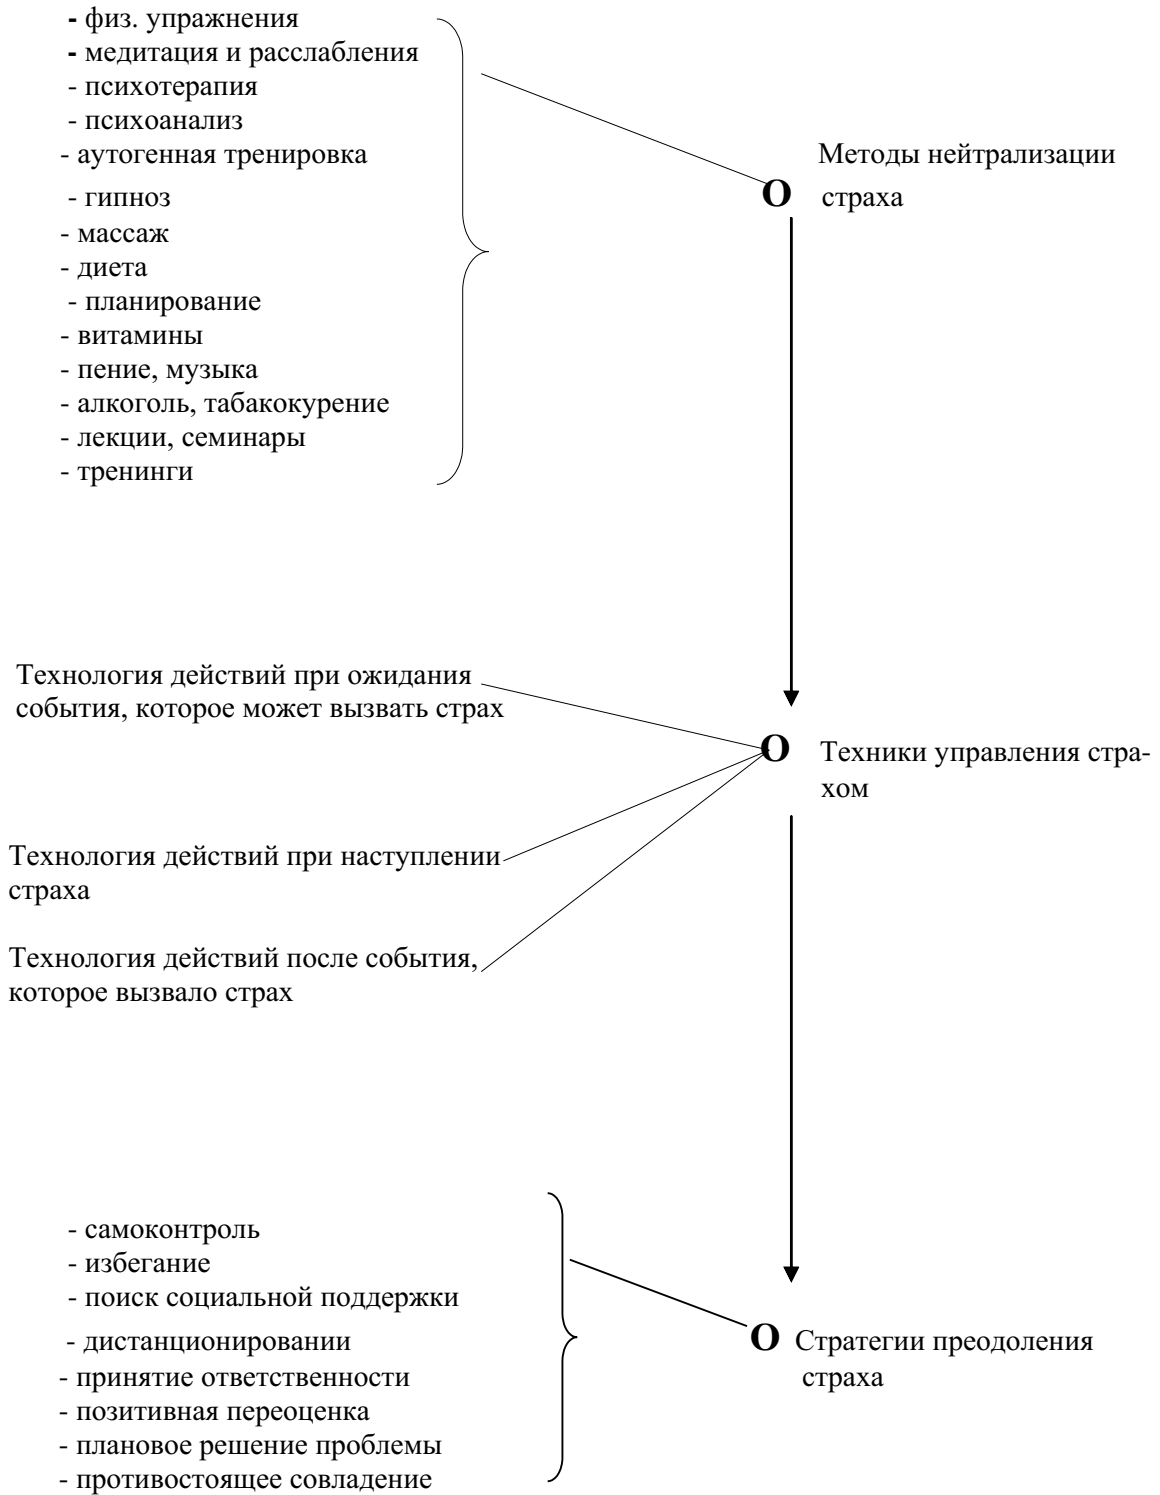 - физ. упражнения
- медитация и расслабления
- психотерапия
- психоанализ
- аутогенная тренировка
- гипноз
- массаж
- диета
- планирование
- витамины
- пение, музыка
- алкоголь, табакокурение
- лекции, семинары
- тренинги
Методы нейтрализации
О страха
Технология действий при ожидания
события, которое может вызвать страх
О Техники управления стра-
хом
Технология действий при наступлении
страха
Технология действий после события,
которое вызвало страх
- самоконтроль
- избегание
- поиск социальной поддержки
- дистанционировании
- принятие ответственности
- позитивная переоценка
- плановое решение проблемы
- противостоящее совладение
О Стратегии преодоления
страха